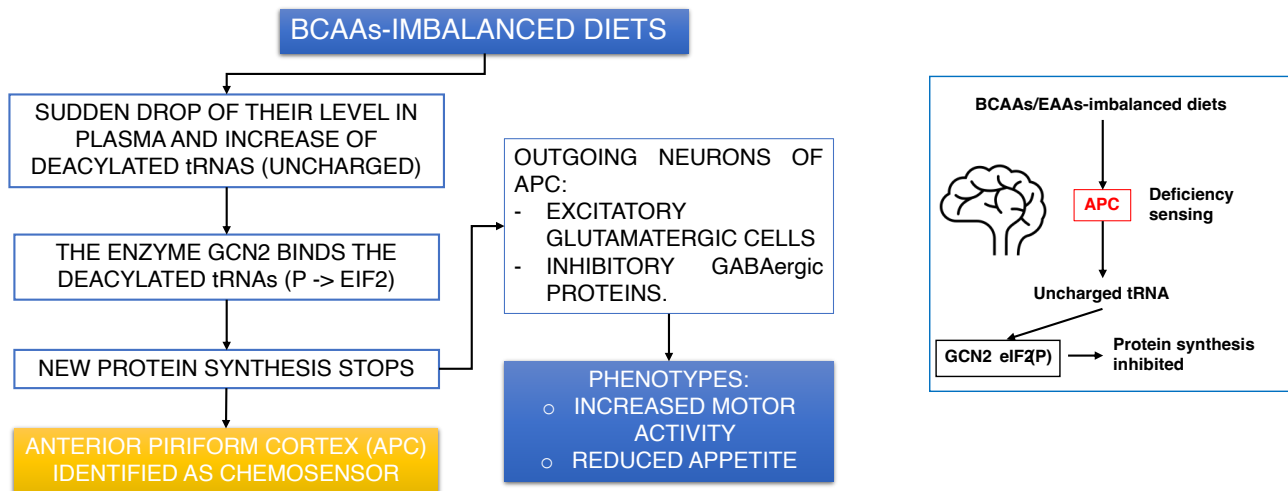 BCAAs-IMBALANCED DIETS
SUDDEN DROP OF THEIR LEVEL IN
PLASMA AND INCREASE OF
DEACYLATED tRNAS (UNCHARGED)
THE ENZYME GCN2 BINDS THE
DEACYLATED tRNAs (P -> EIF2)
NEW PROTEIN SYNTHESIS STOPS
ANTERIOR PIRIFORM CORTEX (APC)
IDENTIFIED AS CHEMOSENSOR
OUTGOING NEURONS OF
APC:
- EXCITATORY
GLUTAMATERGIC CELLS
- INHIBITORY GABAergic
PROTEINS.
PHENOTYPES:
o INCREASED MOTOR
ACTIVITY
o REDUCED APPETITE
BCAAs/EAAs-imbalanced diets
APC
Deficiency
sensing
Uncharged tRNA
GCN2 eIF2(P)
Protein synthesis
inhibited